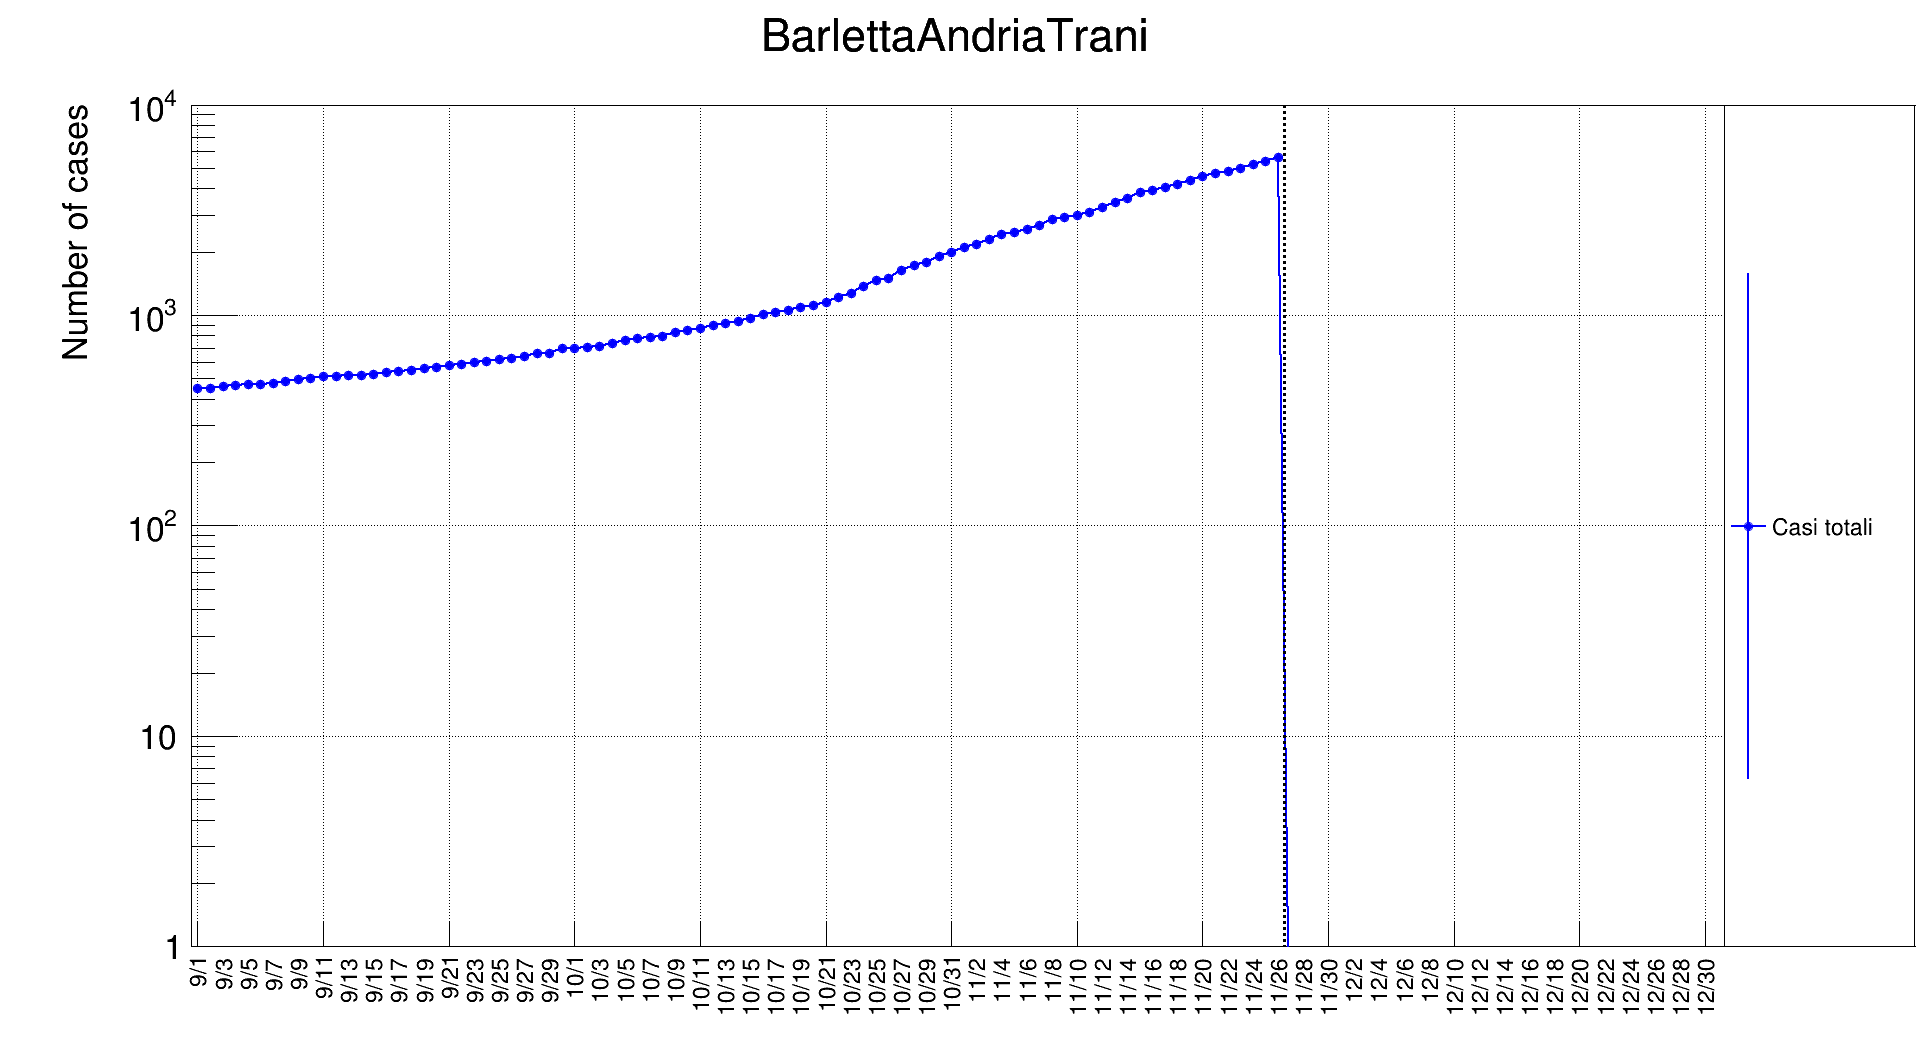 BarlettaAndriaTrani
Number of cases
10⁴
10³
10²
10
1
9/1 9/3 9/5 9/7 9/9 9/11 9/13 9/15 9/17 9/19 9/21 9/23 9/25 9/27 9/29 10/1 10/3 10/5 10/7 10/9 10/11 10/13 10/15 10/17 10/19 10/21 10/23 10/25 10/27 10/29 10/31 11/2 11/4 11/6 11/8 11/10 11/12 11/14 11/16 11/18 11/20 11/22 11/24 11/26 11/28 11/30 12/2 12/4 12/6 12/8 12/10 12/12 12/14 12/16 12/18 12/20 12/22 12/24 12/26 12/28 12/30
Casi totali